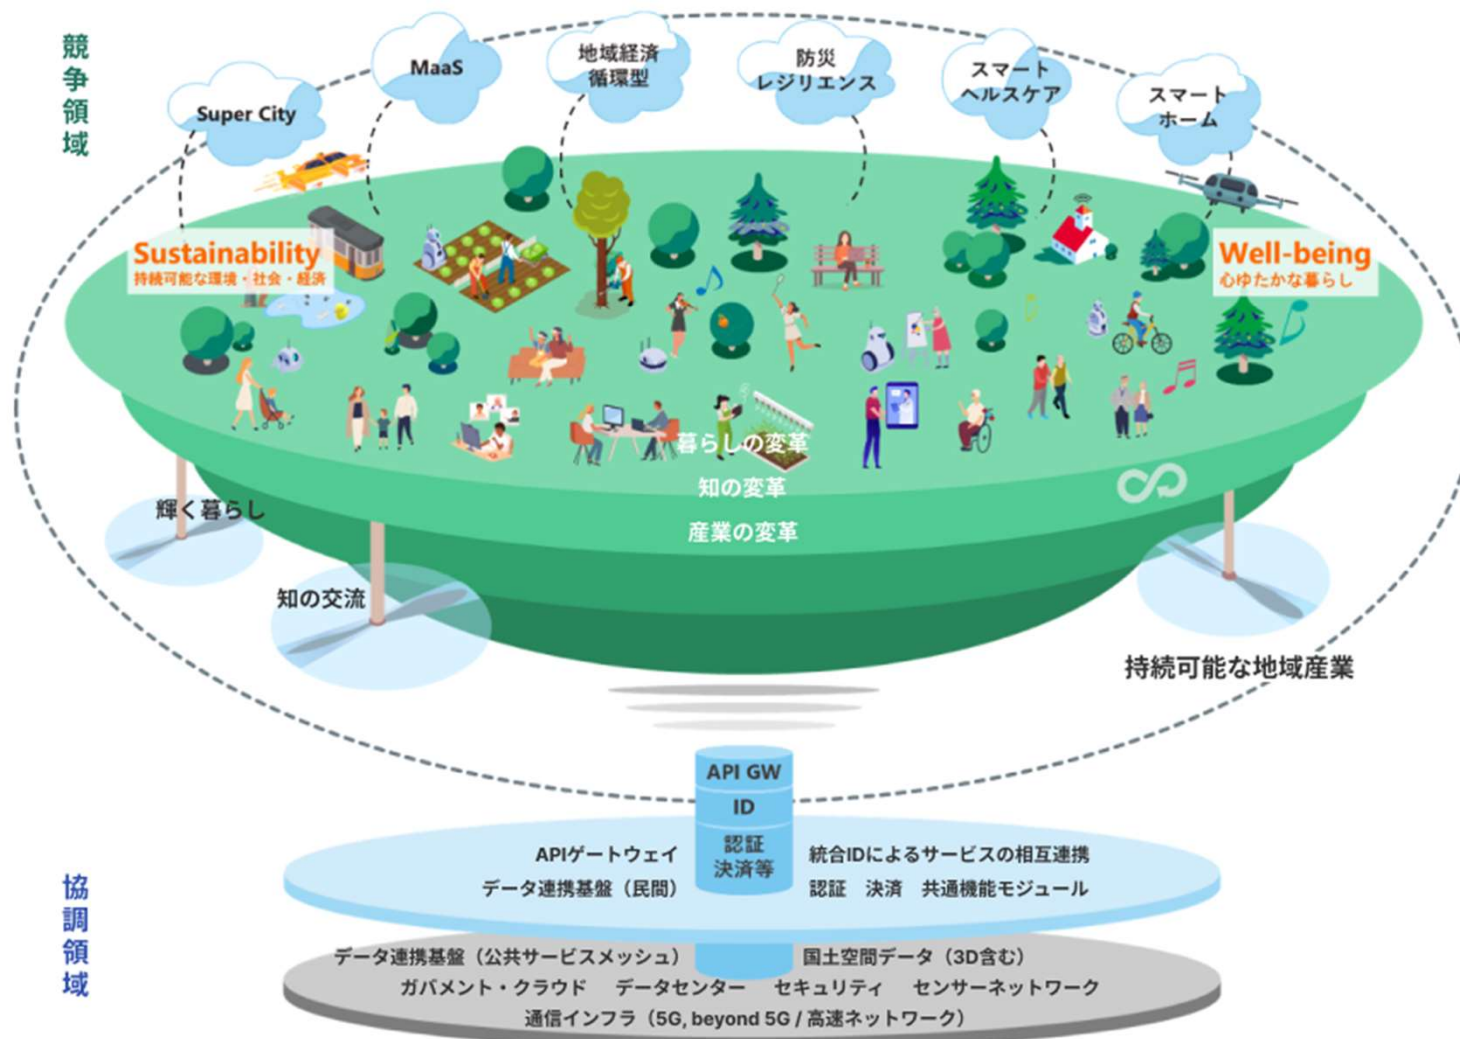 競争領域
Super City
MaaS
地域経済
循環型
防災
レジリエンス
スマート
ヘルスケア
スマート
ホーム
Sustainability
持続可能な環境・社会・経済
Well-being
心ゆたかな暮らし
暮らしの変革
知の変革
産業の変革
輝く暮らし
知の交流
持続可能な地域産業
協調領域
API GW
ID
認証
決済等
APIゲートウェイ
統合IDによるサービスの相互連携
データ連携基盤（民間）
認証　決済　共通機能モジュール
データ連携基盤（公共サービスメッシュ）
国土空間データ（3D含む）
ガバメント・クラウド　データセンター　セキュリティ　センサーネットワーク
通信インフラ（5G, beyond 5G / 高速ネットワーク）